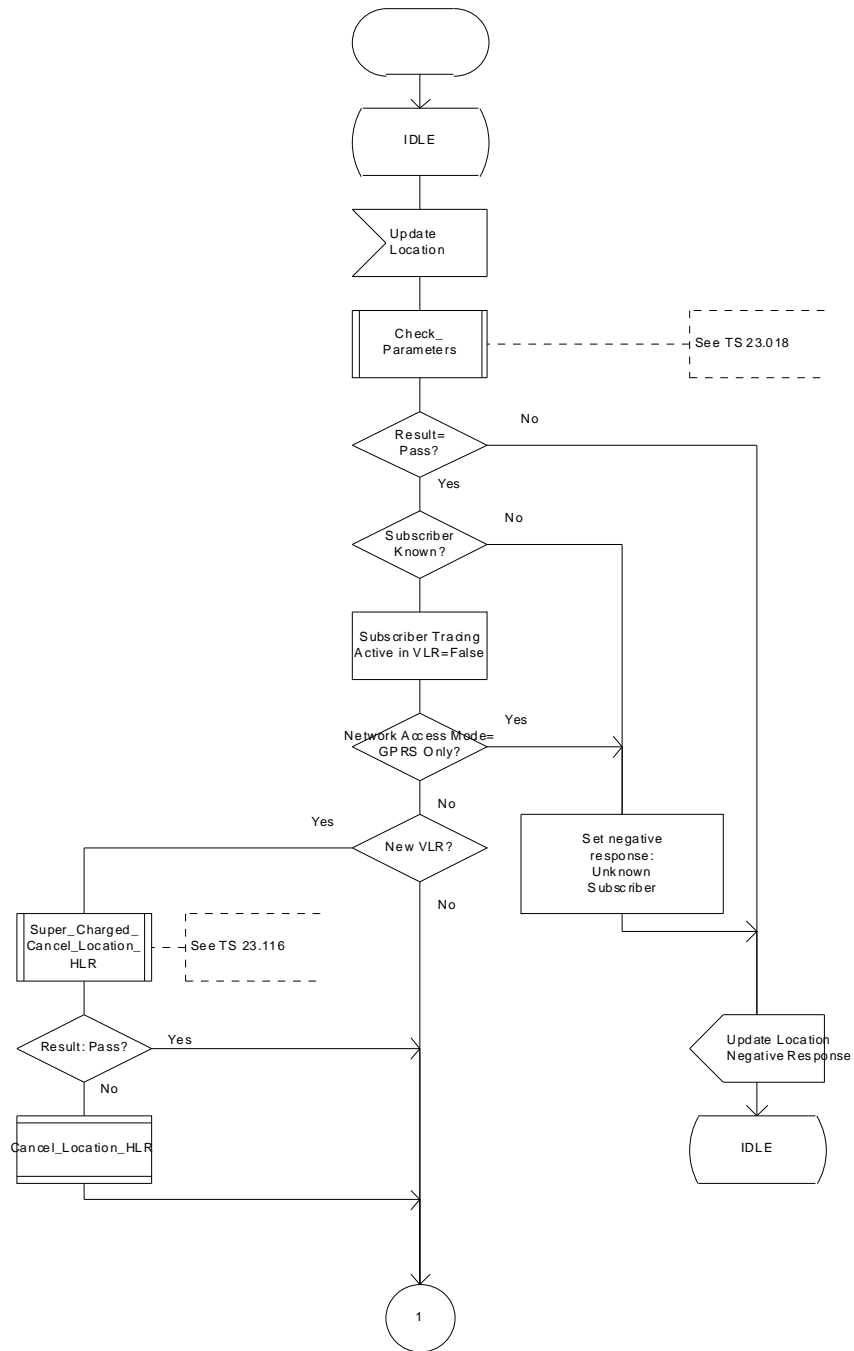 IDLE
Update
Location
Check_
Parameters
See TS 23.018
Result=
Pass?
No
Yes
Subscriber
Known?
No
Subscriber Tracing
Active in VLR=False
Network Access Mode=
GPRS Only?
Yes
No
New VLR?
Yes
No
Set negative
response:
Unknown
Subscriber
Super_Charged_
Cancel_Location_
HLR
See TS 23.116
Result: Pass?
Yes
No
Update Location
Negative Response
Cancel_Location_HLR
IDLE
1